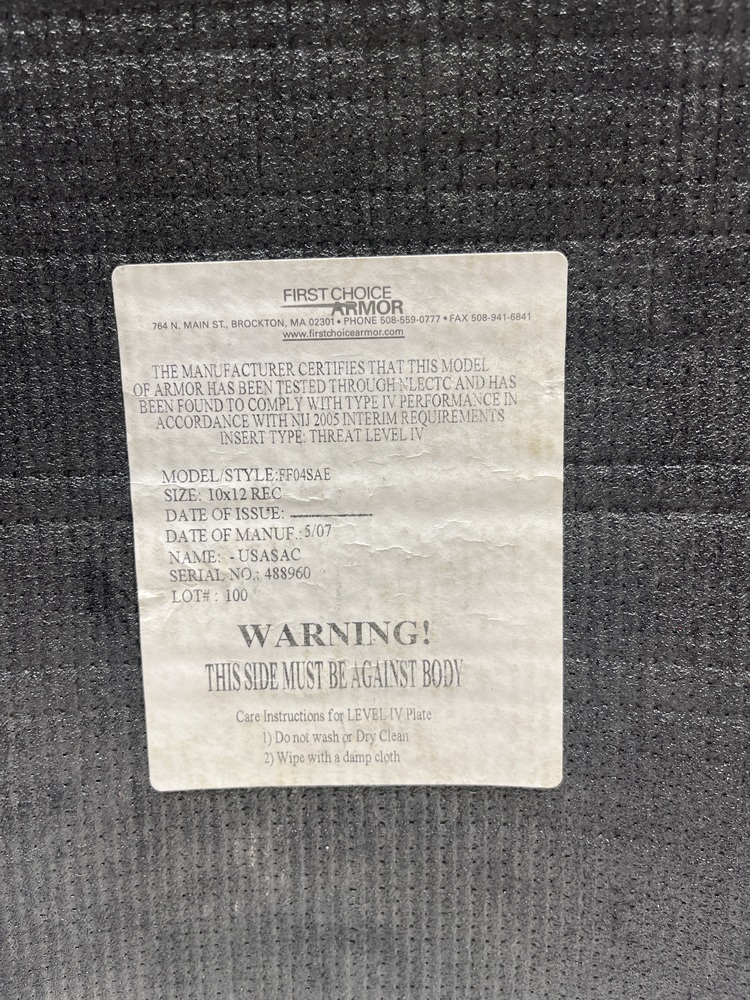 FIRST CHOICE
ARMOR
764 N. MAIN ST., BROCKTON, MA 02301 • PHONE 508-559-0777 • FAX 508-941-6841
www.firstchoicearmor.com
THE MANUFACTURER CERTIFIES THAT THIS MODEL
OF ARMOR HAS BEEN TESTED THROUGH NLECTC AND HAS
BEEN FOUND TO COMPLY WITH TYPE IV PERFORMANCE IN
ACCORDANCE WITH NIJ 2005 INTERIM REQUIREMENTS
INSERT TYPE: THREAT LEVEL IV
MODEL/STYLE:FF04SAE
SIZE: 10x12 REC
DATE OF ISSUE:
DATE OF MANUF.: 5/07
NAME: - USASAC
SERIAL NO.: 488960
LOT# : 100
WARNING!
THIS SIDE MUST BE AGAINST BODY
Care Instructions for LEVEL IV Plate
1) Do not wash or Dry Clean
2) Wipe with a damp cloth